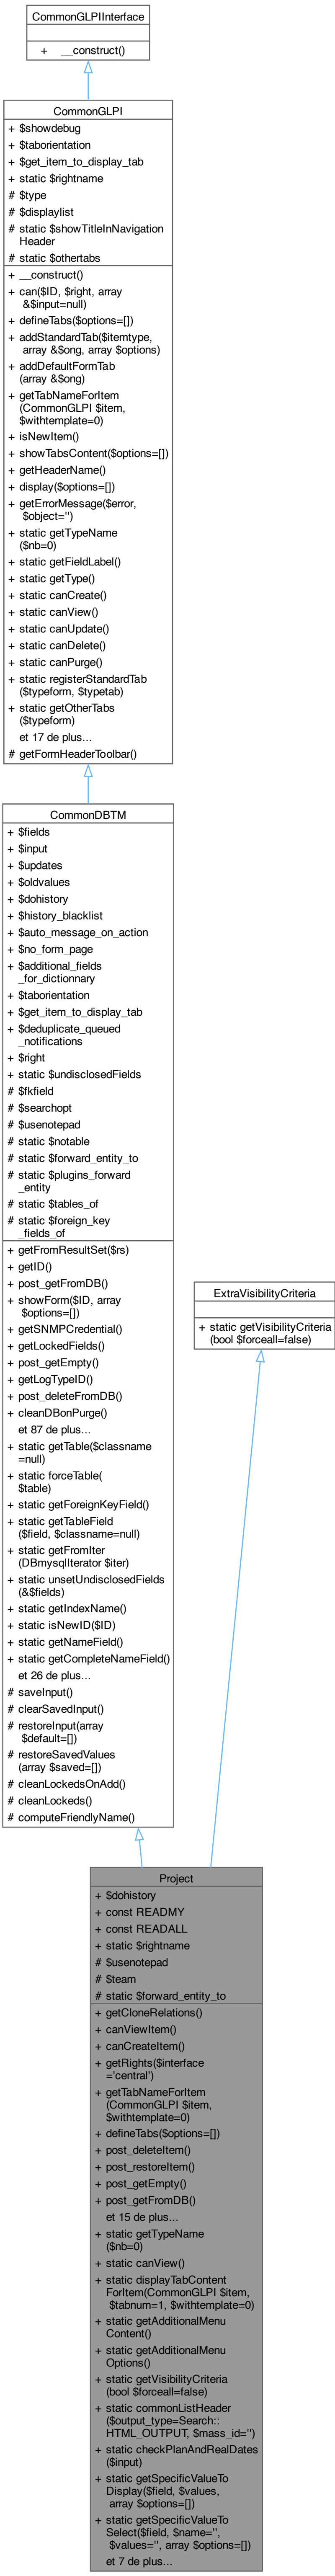 CommonGLPIInterface
+ __construct()
CommonGLPI
+ $showdebug
+ $taborientation
+ $get_item_to_display_tab
+ static $rightname
# $type
# $displaylist
# static $showTitleInNavigation
Header
# static $othertabs
+ __construct()
+ can($ID, $right, array
&$input=null)
+ defineTabs($options=[])
+ addStandardTab($itemtype,
array &$ong, array $options)
+ addDefaultFormTab
(array &$ong)
+ getTabNameForItem
(CommonGLPI $item,
$withtemplate=0)
+ isNewItem()
+ showTabsContent($options=[])
+ getHeaderName()
+ display($options=[])
+ getErrorMessage($error,
$object='')
+ static getTypeName
($nb=0)
+ static getFieldLabel()
+ static getType()
+ static canCreate()
+ static canView()
+ static canUpdate()
+ static canDelete()
+ static canPurge()
+ static registerStandardTab
($typeform, $typetab)
+ static getOtherTabs
($typeform)
et 17 de plus...
# getFormHeaderToolbar()
CommonDBTM
+ $fields
+ $input
+ $updates
+ $oldvalues
+ $dohistory
+ $history_blacklist
+ $auto_message_on_action
+ $no_form_page
+ $additional_fields
_for_dictionnary
+ $taborientation
+ $get_item_to_display_tab
+ $deduplicate_queued
_notifications
+ $right
+ static $undisclosedFields
# $fkfield
# $searchopt
# $usenotepad
# static $notable
# static $forward_entity_to
# static $plugins_forward
_entity
# static $tables_of
# static $foreign_key
_fields_of
+ getFromResultSet($rs)
+ getID()
+ post_getFromDB()
+ showForm($ID, array
$options=[])
+ getSNMPCredential()
+ getLockedFields()
+ post_getEmpty()
+ getLogTypeID()
+ post_deleteFromDB()
+ cleanDBonPurge()
et 87 de plus...
+ static getTable($classname
=null)
+ static forceTable(
$table)
+ static getForeignKeyField()
+ static getTableField
($field, $classname=null)
+ static getFromIter
(DBmysqlIterator $iter)
+ static unsetUndisclosedFields
(&$fields)
+ static getIndexName()
+ static isNewID($ID)
+ static getNameField()
+ static getCompleteNameField()
et 26 de plus...
# saveInput()
# clearSavedInput()
# restoreInput(array
$default=[])
# restoreSavedValues
(array $saved=[])
# cleanLockedsOnAdd()
# cleanLockeds()
# computeFriendlyName()
ExtraVisibilityCriteria
+ static getVisibilityCriteria
(bool $forceall=false)
Project
+ $dohistory
+ const READMY
+ const READALL
+ static $rightname
# $usenotepad
# $team
# static $forward_entity_to
+ getCloneRelations()
+ canViewItem()
+ canCreateItem()
+ getRights($interface
='central')
+ getTabNameForItem
(CommonGLPI $item,
$withtemplate=0)
+ defineTabs($options=[])
+ post_deleteItem()
+ post_restoreItem()
+ post_getEmpty()
+ post_getFromDB()
et 15 de plus...
+ static getTypeName
($nb=0)
+ static canView()
+ static displayTabContent
ForItem(CommonGLPI $item,
$tabnum=1, $withtemplate=0)
+ static getAdditionalMenu
Content()
+ static getAdditionalMenu
Options()
+ static getVisibilityCriteria
(bool $forceall=false)
+ static commonListHeader
($output_type=Search::
HTML_OUTPUT, $mass_id='')
+ static checkPlanAndRealDates
($input)
+ static getSpecificValueTo
Display($field, $values,
array $options=[])
+ static getSpecificValueTo
Select($field, $name='',
$values='', array $options=[])
et 7 de plus...